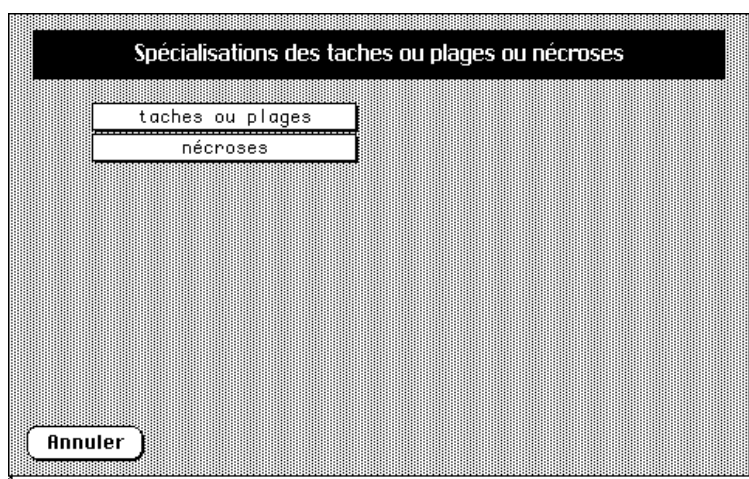 Spécialisations des taches ou plages ou nécroses
taches ou plages
nécroses
Annuler